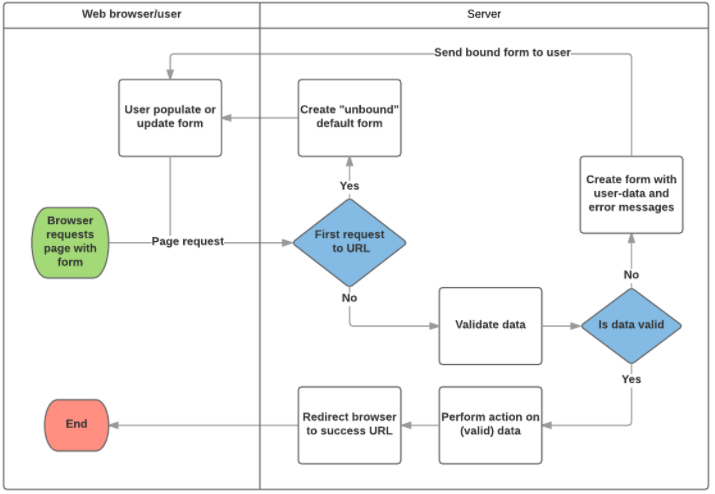 Web browser/user
Server
Send bound form to user
User populate or
update form
Create "unbound"
default form
Create form with
user-data and
error messages
Yes
Browser
requests
page with
form
Page request
First request
to URL
No
No
Validate data
Is data valid
Yes
End
Redirect browser
to success URL
Perform action on
(valid) data